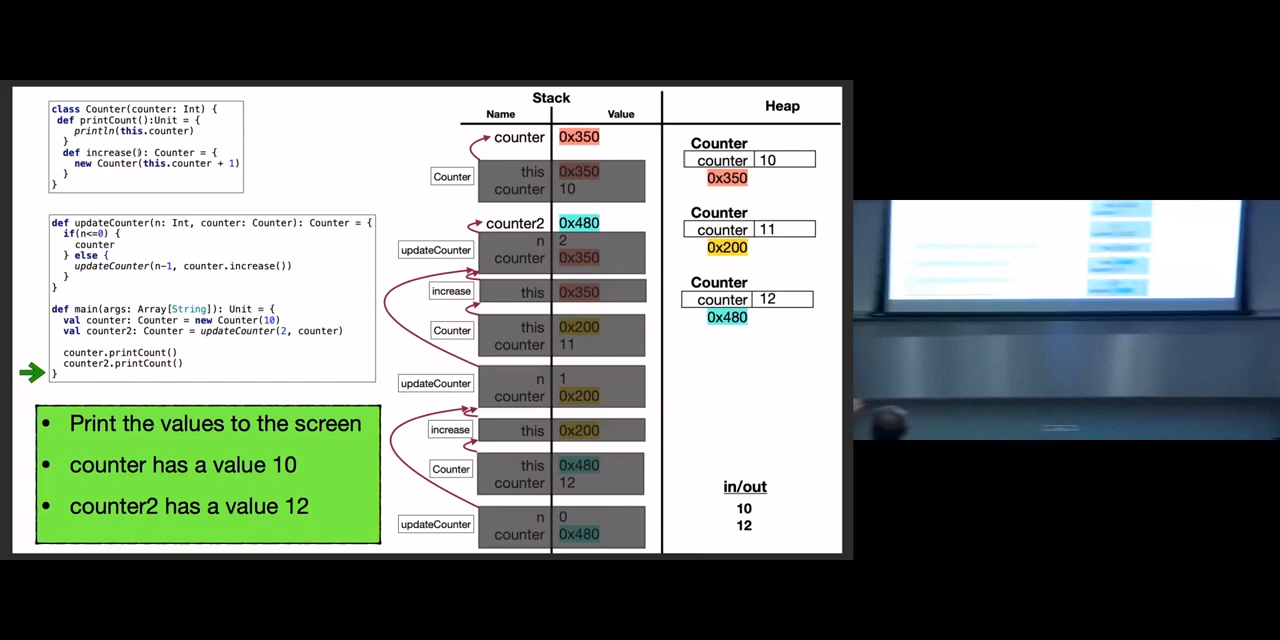 class Counter(counter: Int) {
def printCount():Unit = {
println(this.counter)
}
def increase(): Counter = {
new Counter(this.counter + 1)
}
}
def updateCounter(n: Int, counter: Counter): Counter = {
if(n<=0) {
counter
} else {
updateCounter(n-1, counter.increase())
}
}
def main(args: Array[String]): Unit = {
val counter: Counter = new Counter(10)
val counter2: Counter = updateCounter(2, counter)
counter.printCount()
counter2.printCount()
}
• Print the values to the screen
• counter has a value 10
• counter2 has a value 12
Stack
Name Value
counter 0x350
Counter
this 0x350
counter 10
counter2 0x480
updateCounter
n 2
counter 0x350
increase
this 0x350
Counter
this 0x200
counter 11
updateCounter
n 1
counter 0x200
increase
this 0x200
Counter
this 0x480
counter 12
updateCounter
n 0
counter 0x480
Heap
Counter
counter 10
0x350
Counter
counter 11
0x200
Counter
counter 12
0x480
in/out
10
12